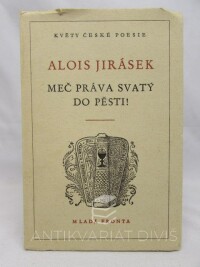 KVĚTY ČESKÉ POESIE
ALOIS JIRÁSEK
MEČ PRÁVA SVATÝ
DO PĚSTI!
MLADÁ FRONTA
ANTIKVARIÁT DIVIŠ